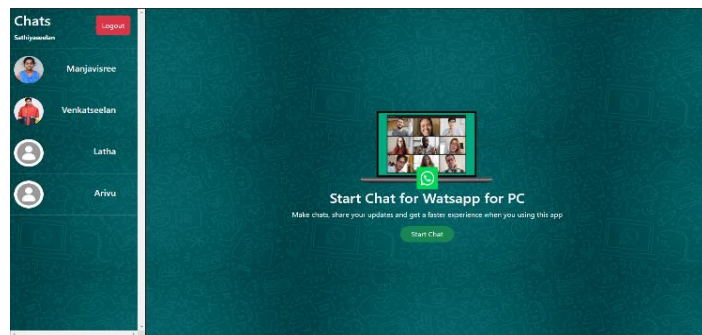 Chats
Logout
Sathiyaseelan
Manjavisree
Venkatseelan
Latha
Arivu
Start Chat for Watsapp for PC
Make chats, share your updates and get a faster experience when you using this app
Start Chat